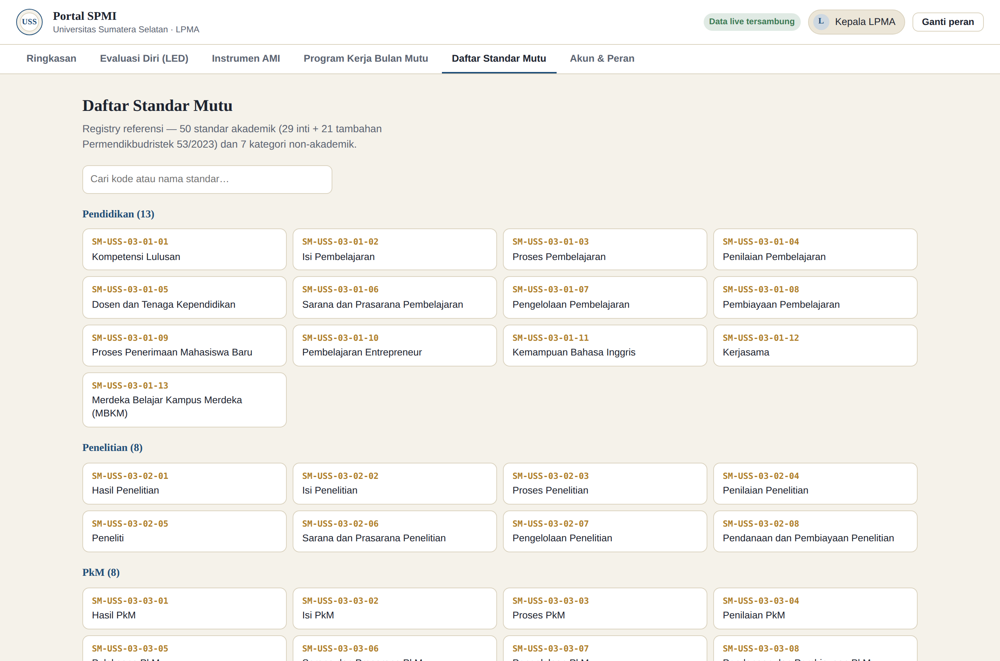 USS
Portal SPMI
Universitas Sumatera Selatan · LPMA
Data live tersambung
L
Kepala LPMA
Ganti peran
Ringkasan
Evaluasi Diri (LED)
Instrumen AMI
Program Kerja Bulan Mutu
Daftar Standar Mutu
Akun & Peran
Daftar Standar Mutu
Registry referensi — 50 standar akademik (29 inti + 21 tambahan
Permendikbudristek 53/2023) dan 7 kategori non-akademik.
Cari kode atau nama standar…
Pendidikan (13)
SM-USS-03-01-01
Kompetensi Lulusan
SM-USS-03-01-02
Isi Pembelajaran
SM-USS-03-01-03
Proses Pembelajaran
SM-USS-03-01-04
Penilaian Pembelajaran
SM-USS-03-01-05
Dosen dan Tenaga Kependidikan
SM-USS-03-01-06
Sarana dan Prasarana Pembelajaran
SM-USS-03-01-07
Pengelolaan Pembelajaran
SM-USS-03-01-08
Pembiayaan Pembelajaran
SM-USS-03-01-09
Proses Penerimaan Mahasiswa Baru
SM-USS-03-01-10
Pembelajaran Entrepreneur
SM-USS-03-01-11
Kemampuan Bahasa Inggris
SM-USS-03-01-12
Kerjasama
SM-USS-03-01-13
Merdeka Belajar Kampus Merdeka
(MBKM)
Penelitian (8)
SM-USS-03-02-01
Hasil Penelitian
SM-USS-03-02-02
Isi Penelitian
SM-USS-03-02-03
Proses Penelitian
SM-USS-03-02-04
Penilaian Penelitian
SM-USS-03-02-05
Peneliti
SM-USS-03-02-06
Sarana dan Prasarana Penelitian
SM-USS-03-02-07
Pengelolaan Penelitian
SM-USS-03-02-08
Pendanaan dan Pembiayaan Penelitian
PkM (8)
SM-USS-03-03-01
Hasil PkM
SM-USS-03-03-02
Isi PkM
SM-USS-03-03-03
Proses PkM
SM-USS-03-03-04
Penilaian PkM
SM-USS-03-03-05
SM-USS-03-03-06
SM-USS-03-03-07
SM-USS-03-03-08